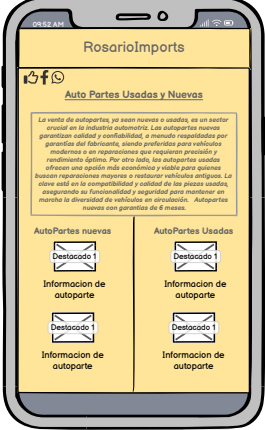 09:52 AM
RosarioImports
Auto Partes Usadas y Nuevas
La venta de autopartes, ya sean nuevas o usadas, es un sector
crucial en la industria automotriz. Las autopartes nuevas
garantizan calidad y confiabilidad, a menudo respaldadas por
garantías del fabricante, siendo preferidas para vehículos
modernos o en reparaciones que requieran precisión y
rendimiento óptimo. Por otro lado, las autopartes usadas
ofrecen una opción más económica y viable para quienes
buscan reparaciones mayores o restaurar vehículos antiguos. La
clave está en la compatibilidad y calidad de las piezas usadas,
asegurando su funcionalidad y seguridad para mantener en
marcha la diversidad de vehículos en circulación. Autopartes
nuevas con garantías de 6 meses.
AutoPartes nuevas
AutoPartes Usadas
Destacado 1
Destacado 1
Informacion de
autoparte
Informacion de
autoparte
Destacado 1
Destacado 1
Informacion de
autoparte
Informacion de
autoparte